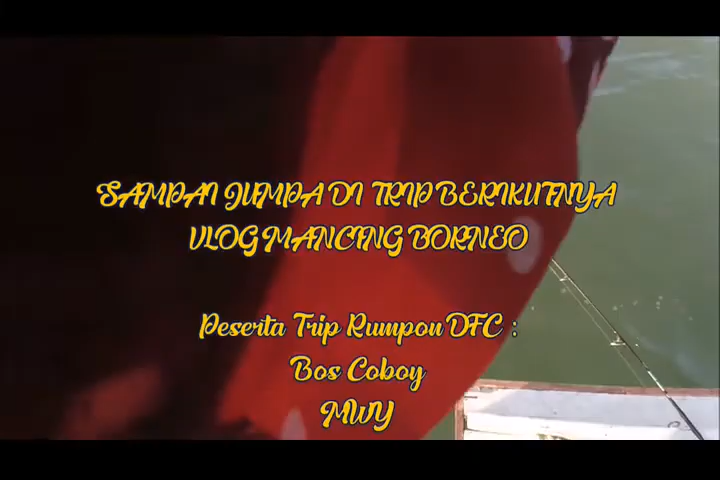 SAMPAI JUMPA DI TRIP BERIKUTNYA
VLOG MANCING BORNEO
Peserta Trip Rumpon DFC :
Bos Coboy
MWY